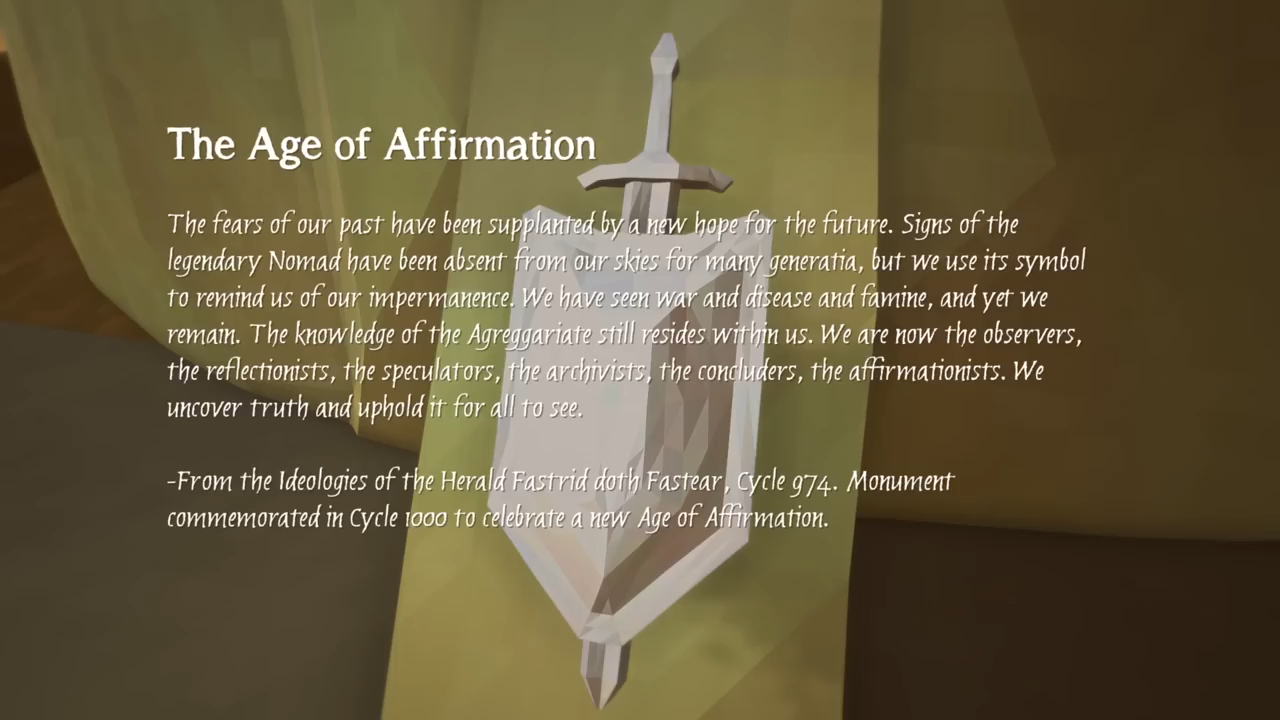 The Age of Affirmation
The fears of our past have been supplanted by a new hope for the future. Signs of the
legendary Nomad have been absent from our skies for many generatia, but we use its symbol
to remind us of our impermanence. We have seen war and disease and famine, and yet we
remain. The knowledge of the Agreggariate still resides within us. We are now the observers,
the reflectionists, the speculators, the archivists, the concluders, the affirmationists. We
uncover truth and uphold it for all to see.
-From the Ideologies of the Herald Fastrid doth Fastear, Cycle 974. Monument
commemorated in Cycle 1000 to celebrate a new Age of Affirmation.